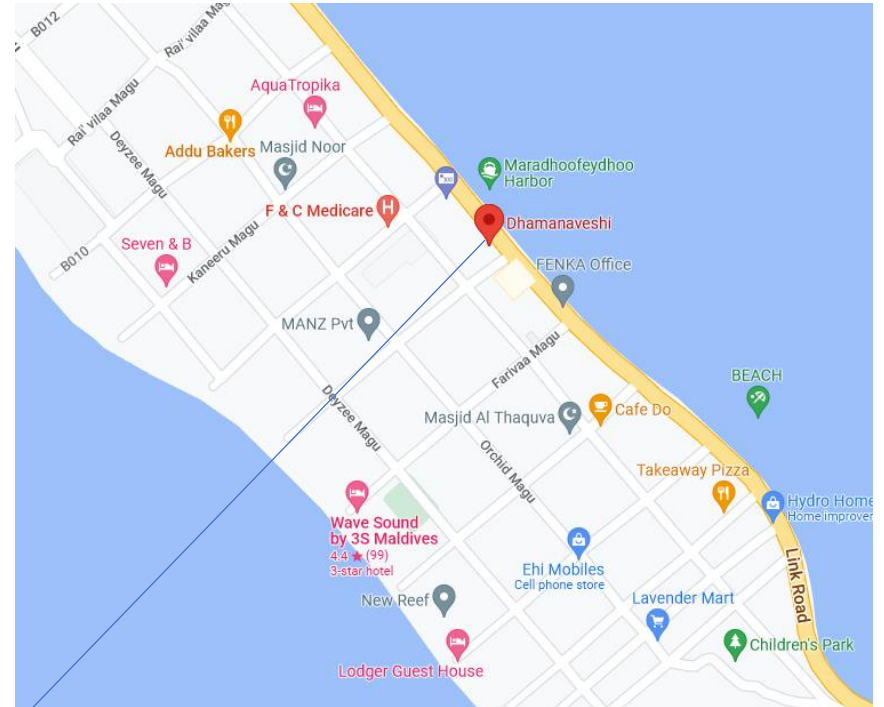 B012
Rai' vilaa Magu
AquaTropika
Rai' vilaa Magu
Deyzee Magu
Addu Bakers
Masjid Noor
Maradhoofeydhoo
Harbor
F & C Medicare
Dhamanaveshi
B010
Seven & B
Kaneeru Magu
FENKA Office
MANZ Pvt
Farivaa Magu
BEACH
Deyzee Magu
Masjid Al Thaquva
Cafe Do
Orchid Magu
Takeaway Pizza
Wave Sound
by 3S Maldives
4.4 ★ (99)
3-star hotel
Hydro Home
Home improver
Ehi Mobiles
Cell phone store
Link Road
New Reef
Lavender Mart
Children's Park
Lodger Guest House